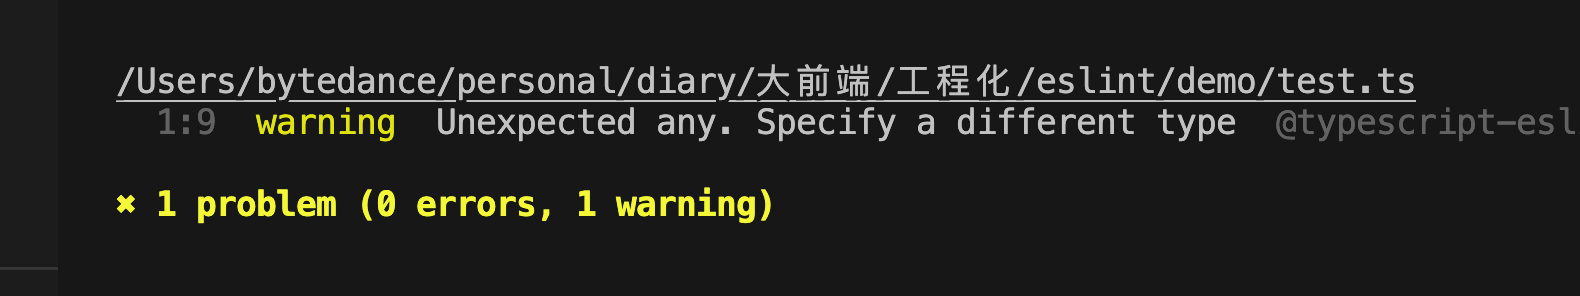 /Users/bytedance/personal/diary/大前端/工程化/eslint/demo/test.ts
1:9  warning  Unexpected any. Specify a different type  @typescript-esl
✖ 1 problem (0 errors, 1 warning)